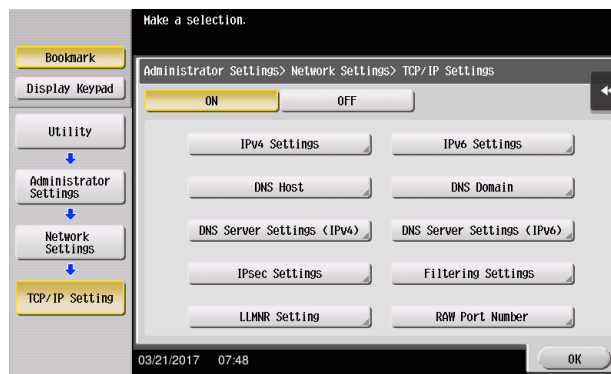 Make a selection.
Bookmark
Display Keypad
Utility
Administrator
Settings
Network
Settings
TCP/IP Setting
Administrator Settings> Network Settings> TCP/IP Settings
ON
OFF
IPv4 Settings
IPv6 Settings
DNS Host
DNS Domain
DNS Server Settings (IPv4)
DNS Server Settings (IPv6)
IPsec Settings
Filtering Settings
LLMNR Setting
RAW Port Number
03/21/2017 07:48
OK